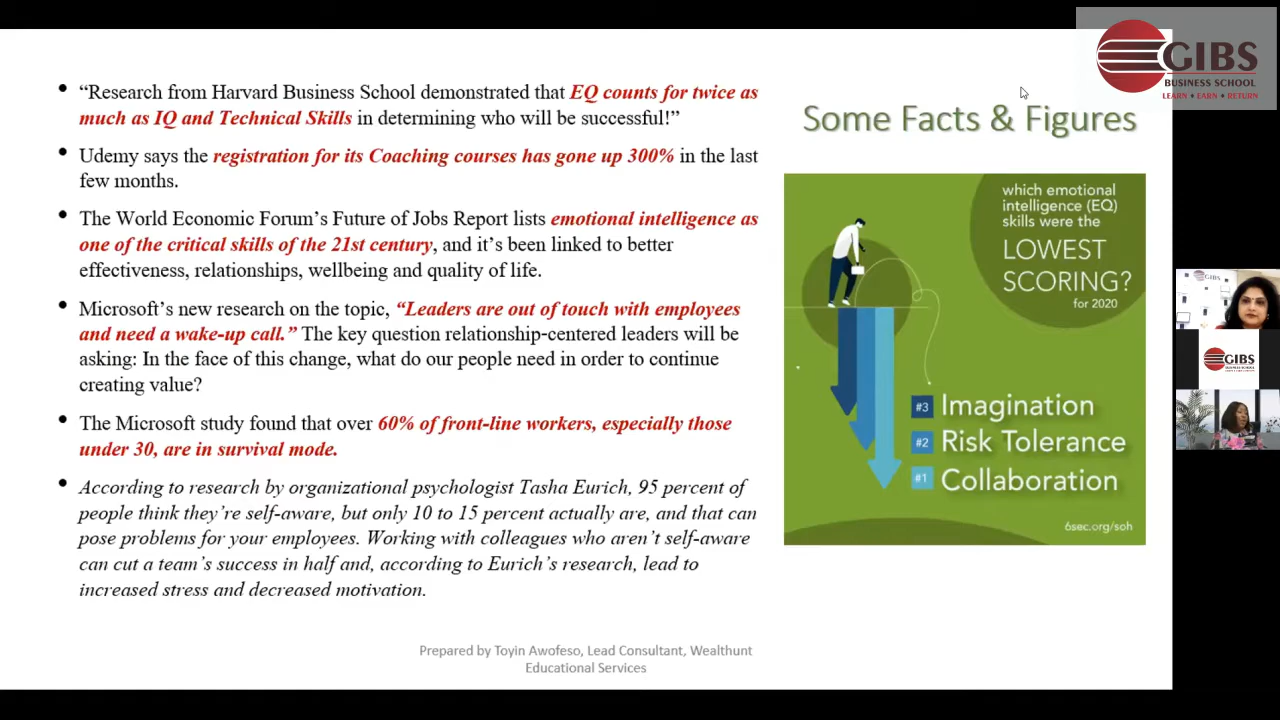 GIBS
BUSINESS SCHOOL
LEARN • EARN • RETURN
Some Facts & Figures
• “Research from Harvard Business School demonstrated that EQ counts for twice as
much as IQ and Technical Skills in determining who will be successful!”
• Udemy says the registration for its Coaching courses has gone up 300% in the last
few months.
• The World Economic Forum’s Future of Jobs Report lists emotional intelligence as
one of the critical skills of the 21st century, and it’s been linked to better
effectiveness, relationships, wellbeing and quality of life.
• Microsoft’s new research on the topic, “Leaders are out of touch with employees
and need a wake-up call.” The key question relationship-centered leaders will be
asking: In the face of this change, what do our people need in order to continue
creating value?
• The Microsoft study found that over 60% of front-line workers, especially those
under 30, are in survival mode.
• According to research by organizational psychologist Tasha Eurich, 95 percent of
people think they’re self-aware, but only 10 to 15 percent actually are, and that can
pose problems for your employees. Working with colleagues who aren’t self-aware
can cut a team’s success in half and, according to Eurich’s research, lead to
increased stress and decreased motivation.
which emotional
intelligence (EQ)
skills were the
LOWEST
SCORING?
for 2020
#3 Imagination
#2 Risk Tolerance
#1 Collaboration
6sec.org/soh
Prepared by Toyin Awofeso, Lead Consultant, Wealthunt
Educational Services
GIBS
GIBS